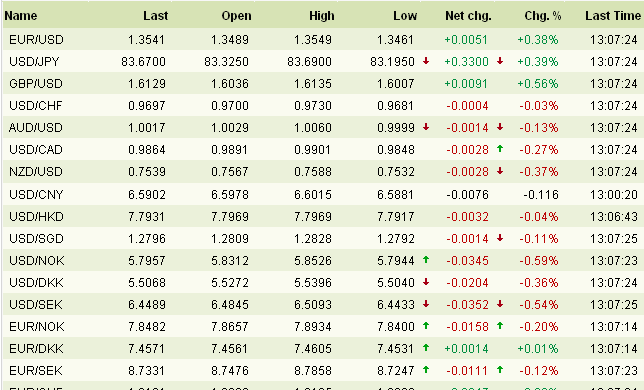 Name Last Open High Low Net chg. Chg. % Last Time
EUR/USD 1.3541 1.3489 1.3549 1.3461 +0.0051 +0.38% 13:07:24
USD/JPY 83.6700 83.3250 83.6900 83.1950 +0.3300 +0.39% 13:07:24
GBP/USD 1.6129 1.6036 1.6135 1.6007 +0.0091 +0.56% 13:07:24
USD/CHF 0.9697 0.9700 0.9730 0.9681 -0.0004 -0.03% 13:07:24
AUD/USD 1.0017 1.0029 1.0060 0.9999 -0.0014 -0.13% 13:07:24
USD/CAD 0.9864 0.9891 0.9901 0.9848 -0.0028 -0.27% 13:07:24
NZD/USD 0.7539 0.7567 0.7588 0.7532 -0.0028 -0.37% 13:07:24
USD/CNY 6.5902 6.5978 6.6015 6.5881 -0.0076 -0.116 13:00:20
USD/HKD 7.7931 7.7969 7.7969 7.7917 -0.0032 -0.04% 13:06:43
USD/SGD 1.2796 1.2809 1.2828 1.2792 -0.0014 -0.11% 13:07:25
USD/NOK 5.7957 5.8312 5.8526 5.7944 -0.0345 -0.59% 13:07:23
USD/DKK 5.5068 5.5272 5.5396 5.5040 -0.0204 -0.36% 13:07:24
USD/SEK 6.4489 6.4845 6.5093 6.4433 -0.0352 -0.54% 13:07:25
EUR/NOK 7.8482 7.8657 7.8934 7.8400 -0.0158 -0.20% 13:07:14
EUR/DKK 7.4571 7.4561 7.4605 7.4531 +0.0014 +0.01% 13:07:14
EUR/SEK 8.7331 8.7476 8.7858 8.7247 -0.0111 -0.12% 13:07:23